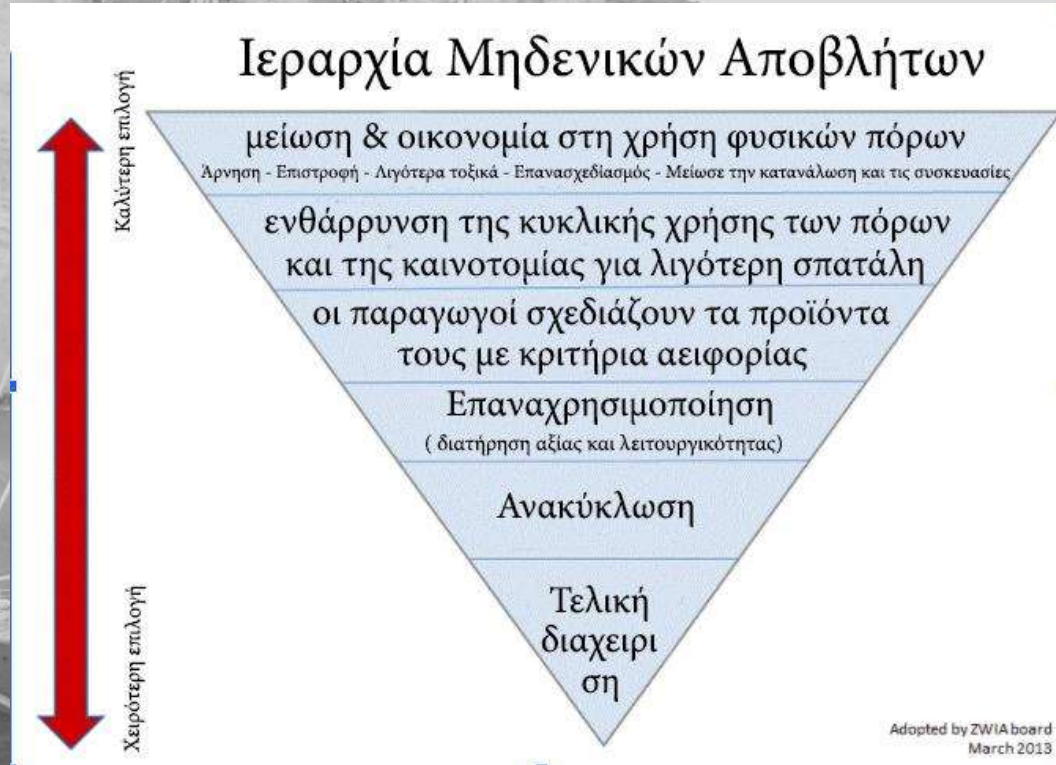 Ιεραρχία Μηδενικών Αποβλήτων
Καλύτερη επιλογή
μείωση & οικονομία στη χρήση φυσικών πόρων
Άρνηση - Επιστροφή - Λιγότερα τοξικά - Επανασχεδιασμός - Μείωσε την κατανάλωση και τις συσκευασίες
ενθάρρυνση της κυκλικής χρήσης των πόρων
και της καινοτομίας για λιγότερη σπατάλη
οι παραγωγοί σχεδιάζουν τα προϊόντα
τους με κριτήρια αειφορίας
Επαναχρησιμοποίηση
( διατήρηση αξίας και λειτουργικότητας)
Ανακύκλωση
Τελική
διαχειρι
ση
Χειρότερη επιλογή
Adopted by ZWIA board
March 2013